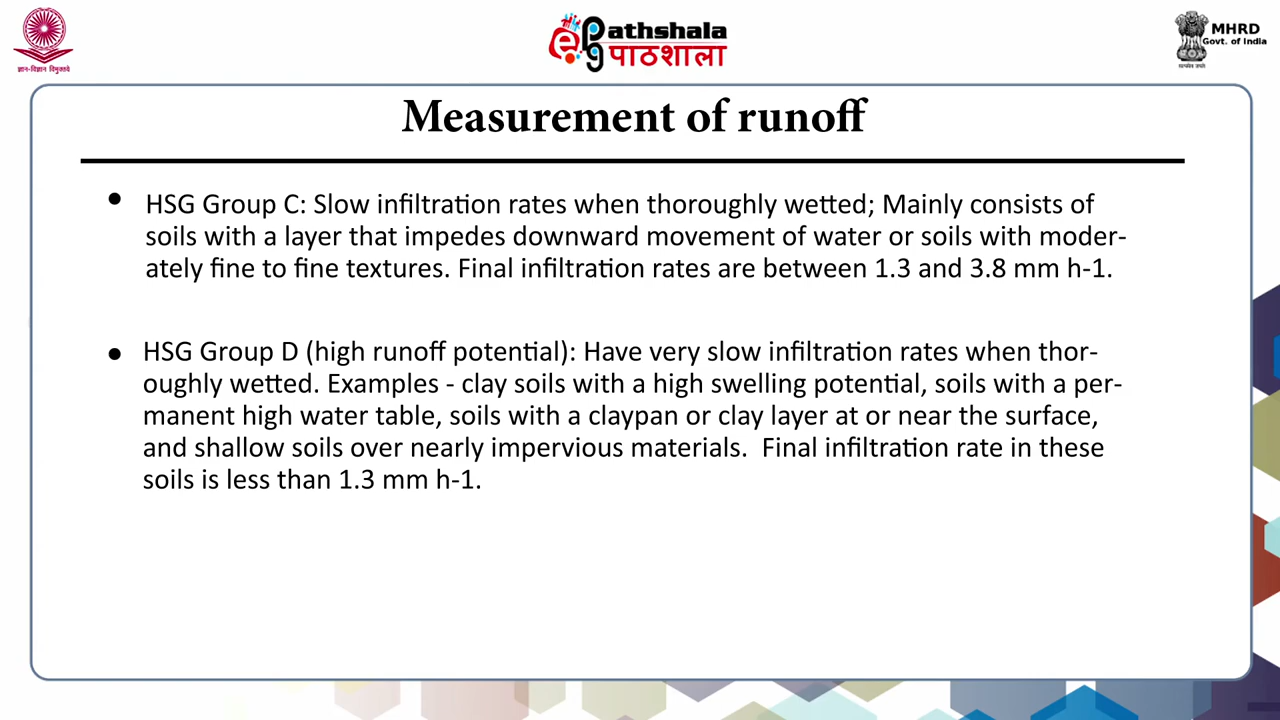 ज्ञान-विज्ञान विमुक्तये
ePathshala
पाठशाला
MHRD
Govt. of India
Measurement of runoff
• HSG Group C: Slow infiltration rates when thoroughly wetted; Mainly consists of
soils with a layer that impedes downward movement of water or soils with moder-
ately fine to fine textures. Final infiltration rates are between 1.3 and 3.8 mm h-1.
• HSG Group D (high runoff potential): Have very slow infiltration rates when thor-
oughly wetted. Examples - clay soils with a high swelling potential, soils with a per-
manent high water table, soils with a claypan or clay layer at or near the surface,
and shallow soils over nearly impervious materials.  Final infiltration rate in these
soils is less than 1.3 mm h-1.